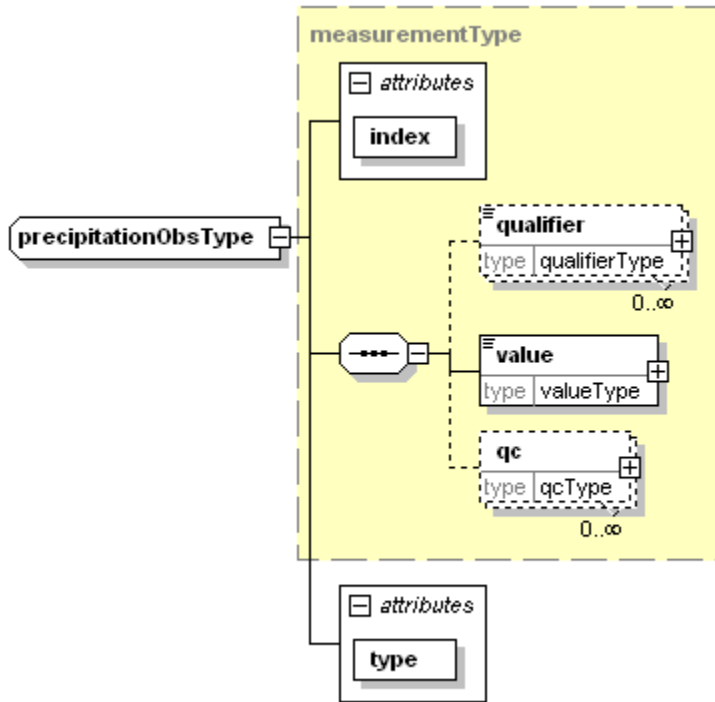 measurementType
attributes
index
precipitationObsType
qualifier
type qualifierType
0..∞
value
type valueType
qc
type qcType
0..∞
attributes
type